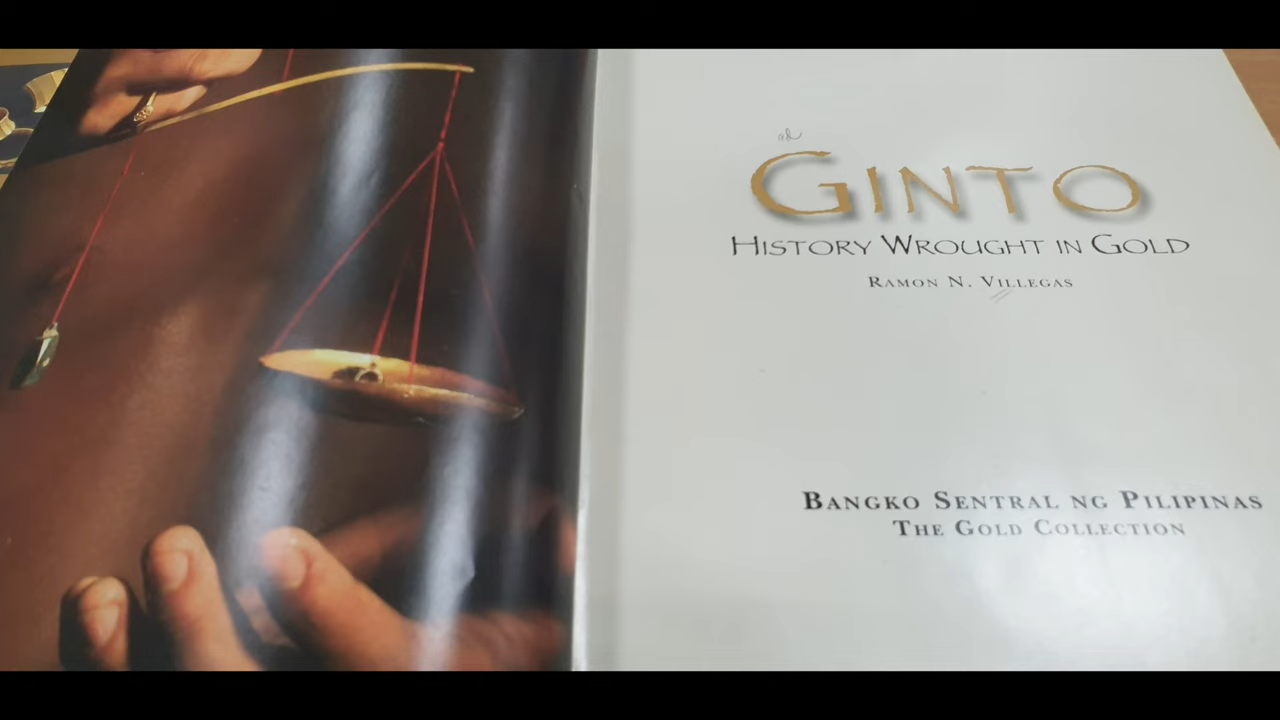 GINTO
HISTORY WROUGHT IN GOLD
RAMON N. VILLEGAS
BANGKO SENTRAL NG PILIPINAS
THE GOLD COLLECTION